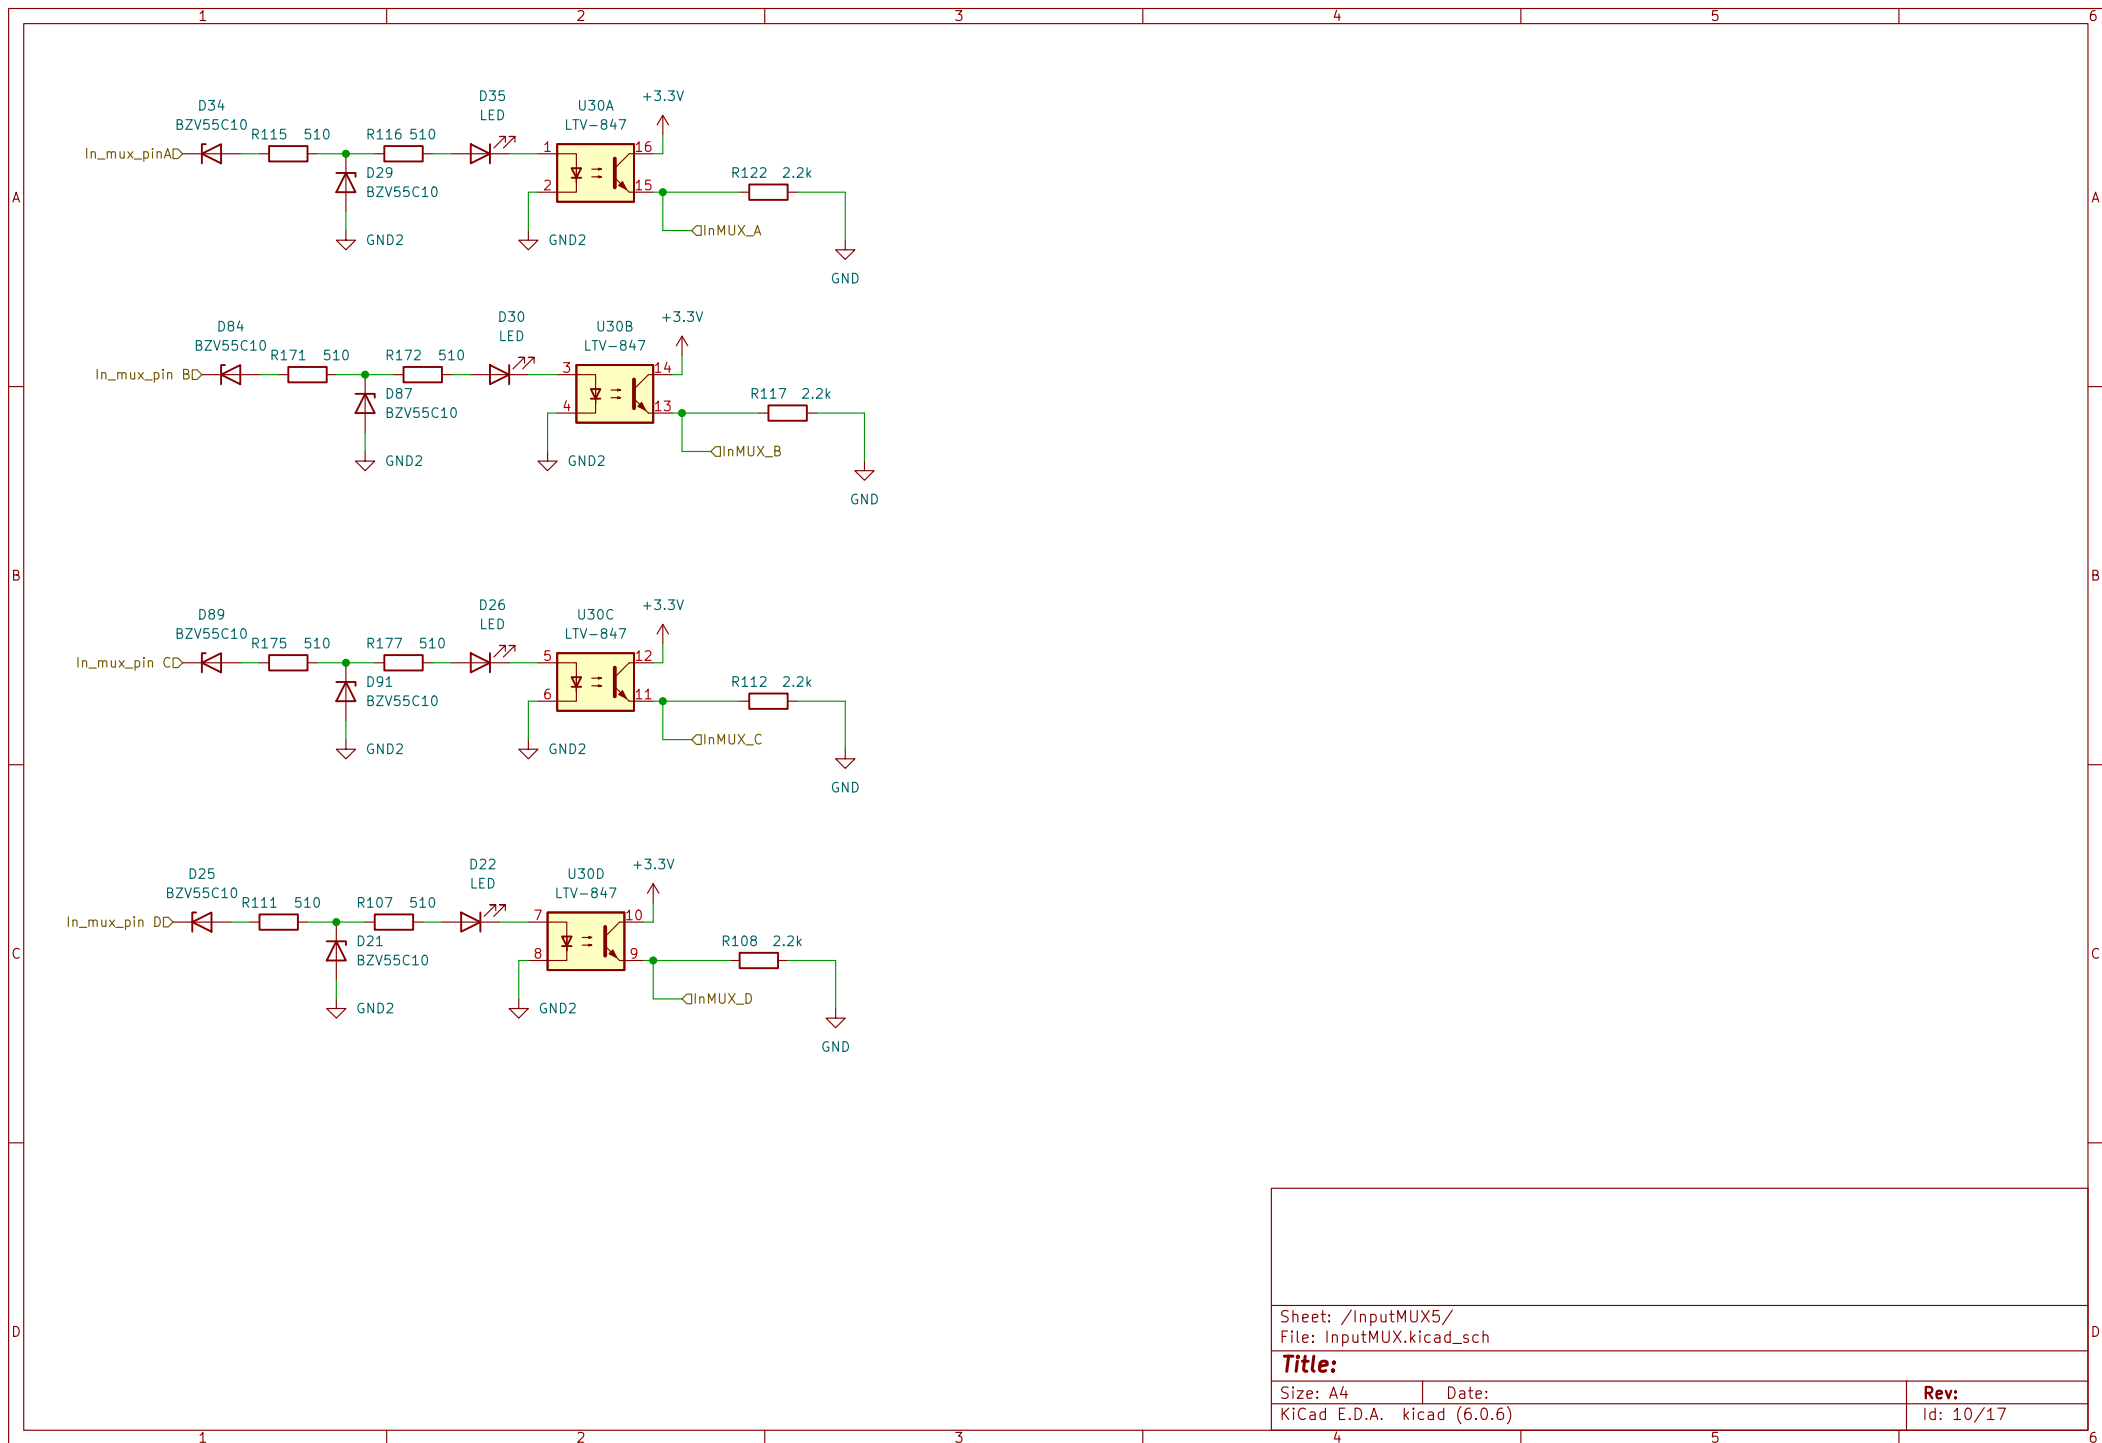 1 2 3 4 5 6
A A
B B
C C
D D
D34
BZV55C10
In_mux_pinA
R115 510
R116 510
D29
BZV55C10
GND2
D35
LED
U30A
LTV-847
1
2
16
15
GND2
+3.3V
R122 2.2k
InMUX_A
GND
D84
BZV55C10
In_mux_pin B
R171 510
R172 510
D87
BZV55C10
GND2
D30
LED
U30B
LTV-847
3
4
14
13
GND2
+3.3V
R117 2.2k
InMUX_B
GND
D89
BZV55C10
In_mux_pin C
R175 510
R177 510
D91
BZV55C10
GND2
D26
LED
U30C
LTV-847
5
6
12
11
GND2
+3.3V
R112 2.2k
InMUX_C
GND
D25
BZV55C10
In_mux_pin D
R111 510
R107 510
D21
BZV55C10
GND2
D22
LED
U30D
LTV-847
7
8
10
9
GND2
+3.3V
R108 2.2k
InMUX_D
GND
Sheet: /InputMUX5/
File: InputMUX.kicad_sch
Title:
Size: A4 Date: Rev:
KiCad E.D.A. kicad (6.0.6) Id: 10/17
1 2 3 4 5 6